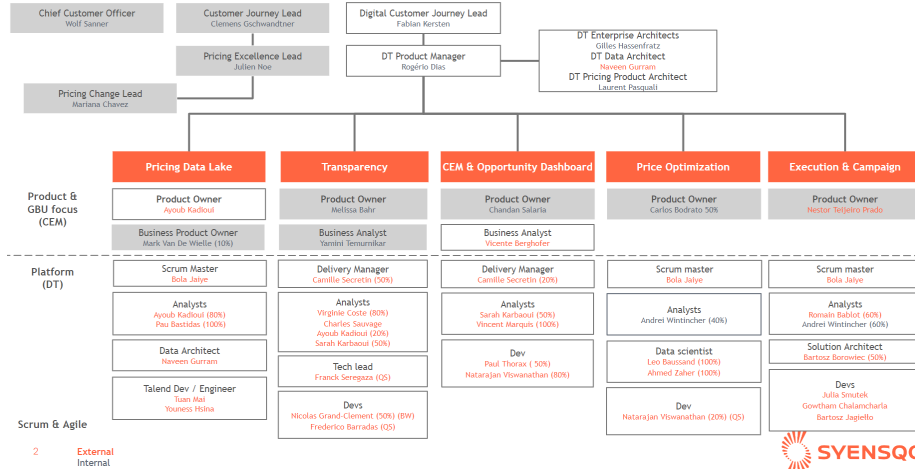 Chief Customer Officer
Wolf Sanner
Customer Journey Lead
Clemens Gschwandtner
Digital Customer Journey Lead
Fabian Kersten
Pricing Excellence Lead
Julien Noe
DT Product Manager
Rogério Dias
DT Enterprise Architects
Gilles Hassenfratz
DT Data Architect
Naveen Gurram
DT Pricing Product Architect
Laurent Pasquali
Pricing Change Lead
Mariana Chavez
Pricing Data Lake
Transparency
CEM & Opportunity Dashboard
Price Optimization
Execution & Campaign
Product &
GBU focus
(CEM)
Product Owner
Ayoub Kadioui
Product Owner
Melissa Bahr
Product Owner
Chandan Salaria
Product Owner
Carlos Bodrato 50%
Product Owner
Nestor Teijeiro Prado
Business Product Owner
Mark Van De Wielle (10%)
Business Analyst
Yamini Temurnikar
Business Analyst
Vicente Berghofer
Platform
(DT)
Scrum Master
Bola Jaiye
Delivery Manager
Camille Secretin (50%)
Delivery Manager
Camille Secretin (20%)
Scrum master
Bola Jaiye
Scrum master
Bola Jaiye
Analysts
Ayoub Kadioui (80%)
Pau Bastidas (100%)
Analysts
Virginie Coste (80%)
Charles Sauvage
Ayoub Kadioui (20%)
Sarah Karbaoui (50%)
Analysts
Sarah Karbaoui (50%)
Vincent Marquis (100%)
Analysts
Andrei Wintincher (40%)
Analysts
Romain Bablot (60%)
Andrei Wintincher (60%)
Data Architect
Naveen Gurram
Tech lead
Franck Seregaza (QS)
Dev
Paul Thorax ( 50%)
Natarajan Viswanathan (80%)
Data scientist
Leo Baussand (100%)
Ahmed Zaher (100%)
Solution Architect
Bartosz Borowiec (50%)
Talend Dev / Engineer
Tuan Mai
Youness Hsina
Devs
Nicolas Grand-Clement (50%) (BW)
Frederico Barradas (QS)
Dev
Natarajan Viswanathan (20%) (QS)
Devs
Julia Smutek
Gowtham Chalamcharla
Bartosz Jagiello
Scrum & Agile
2
External
Internal
SYENSQO